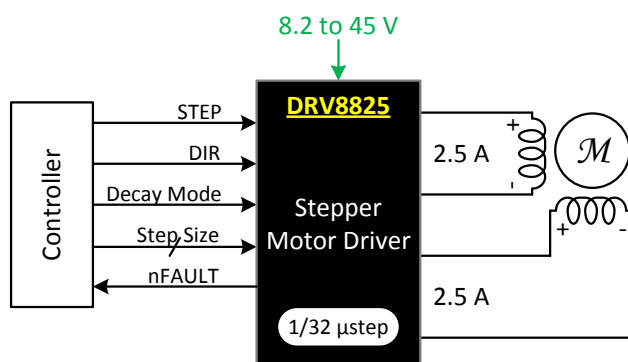 8.2 to 45 V
Controller
STEP
DIR
Decay Mode
Step Size
nFAULT
DRV8825
Stepper
Motor Driver
1/32 µstep
2.5 A
+
-
M
+
-
2.5 A